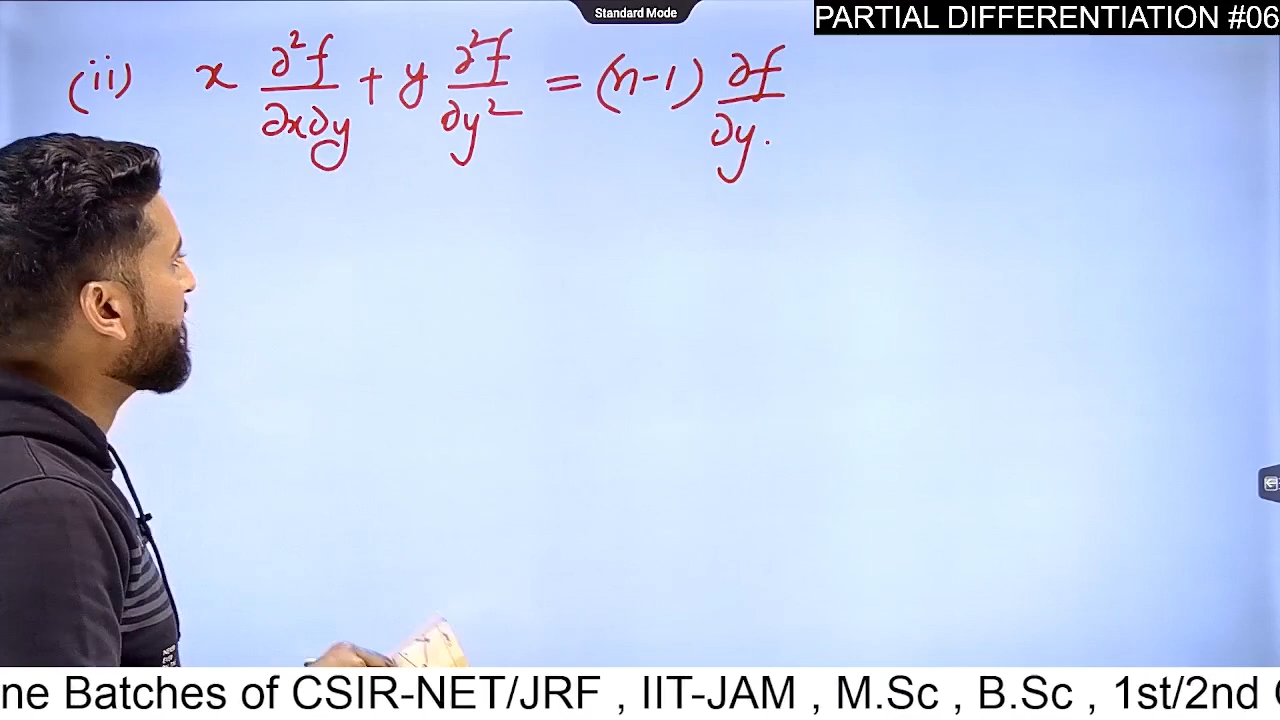 Standard Mode
PARTIAL DIFFERENTIATION #06
(ii) x ∂²f/∂x∂y + y ∂²f/∂y² = (n-1) ∂f/∂y.
ne Batches of CSIR-NET/JRF , IIT-JAM , M.Sc , B.Sc , 1st/2nd